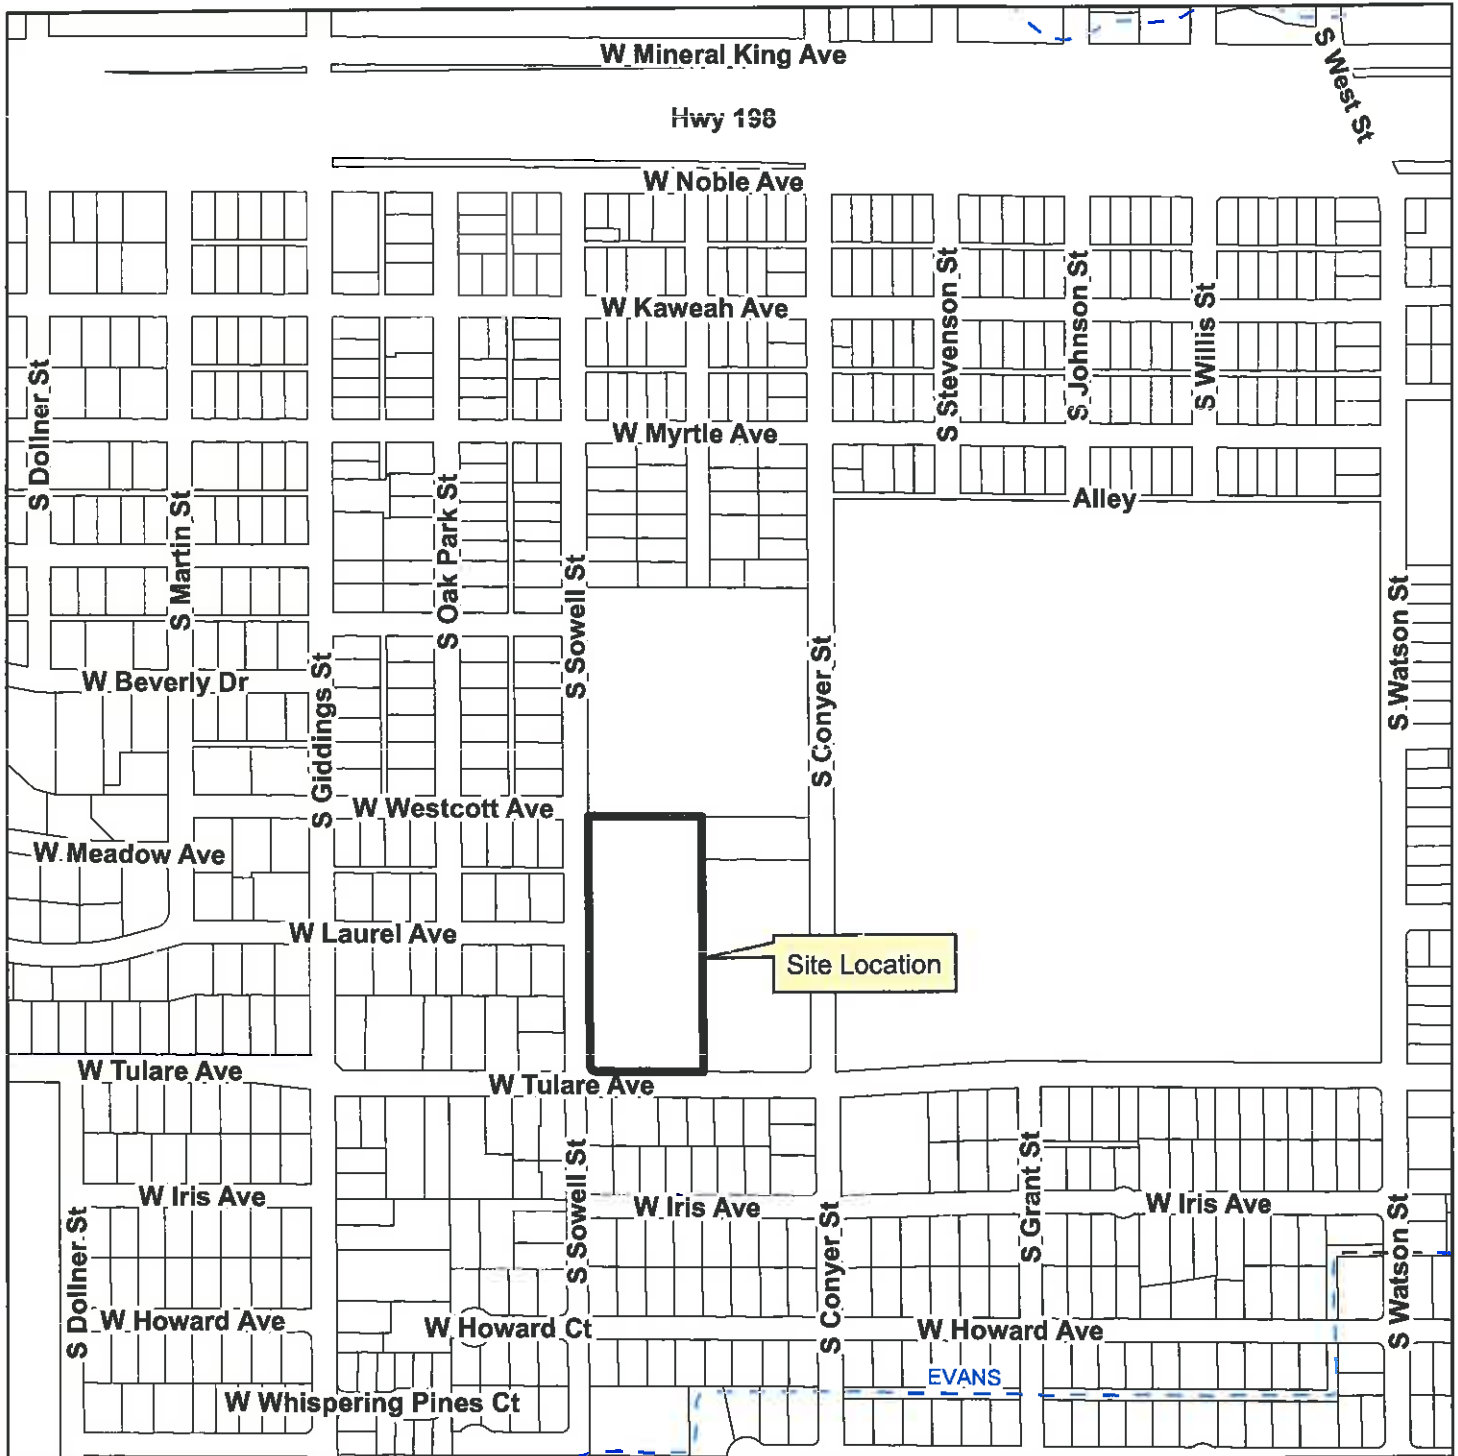 W Mineral King Ave
S West St
Hwy 198
W Noble Ave
W Kaweah Ave
S Stevenson St
S Johnson St
S Willis St
S Dollner St
W Myrtle Ave
Alley
S Martin St
S Oak Park St
S Sowell St
S Conyer St
S Watson St
W Beverly Dr
S Giddings St
W Westcott Ave
W Meadow Ave
W Laurel Ave
Site Location
W Tulare Ave
W Tulare Ave
S Sowell St
S Grant St
W Iris Ave
W Iris Ave
W Iris Ave
S Dollner St
S Conyer St
S Watson St
W Howard Ave
W Howard Ct
W Howard Ave
EVANS
W Whispering Pines Ct